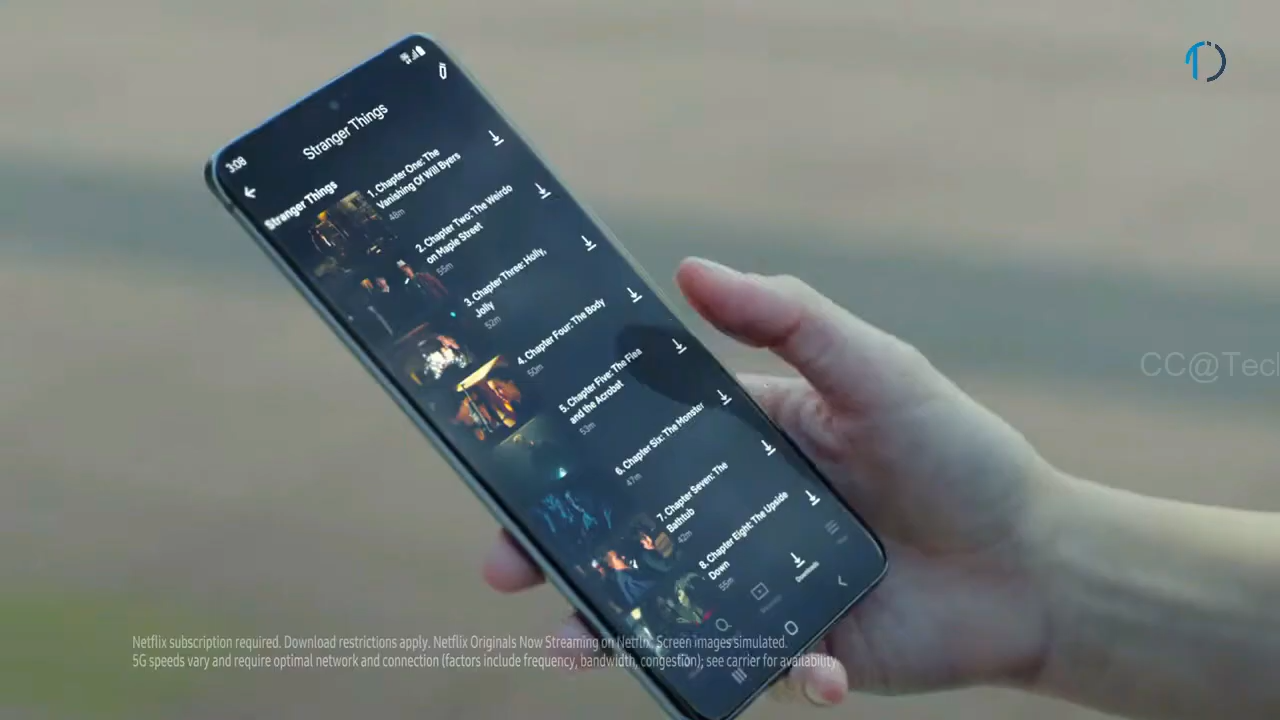 3:08
Stranger Things
Stranger Things
1. Chapter One: The
Vanishing Of Will Byers
48m
2. Chapter Two: The Weirdo
on Maple Street
55m
3. Chapter Three: Holly,
Jolly
52m
4. Chapter Four: The Body
50m
5. Chapter Five: The Flea
and the Acrobat
53m
6. Chapter Six: The Monster
47m
7. Chapter Seven: The
Bathtub
42m
8. Chapter Eight: The Upside
Down
55m
Downloads
CC@Tech
Netflix subscription required. Download restrictions apply. Netflix Originals Now Streaming on Netflix. Screen images simulated.
5G speeds vary and require optimal network and connection (factors include frequency, bandwidth, congestion); see carrier for availability